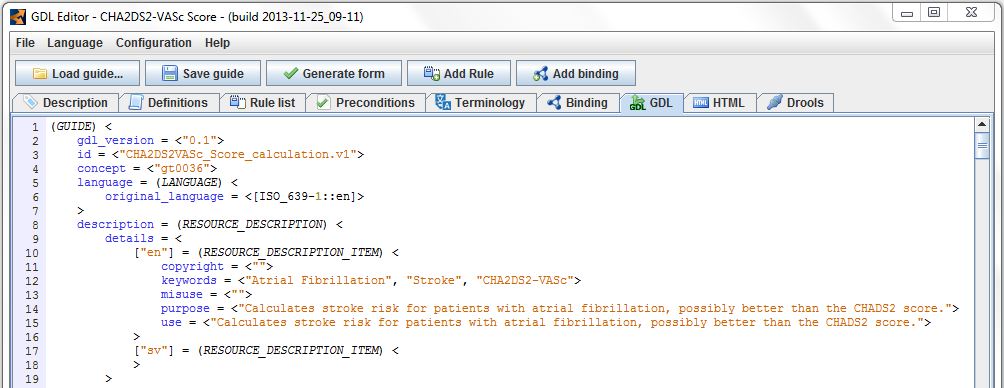 GDL Editor - CHA2DS2-VASc Score - (build 2013-11-25_09-11)
File Language Configuration Help
Load guide... Save guide Generate form Add Rule Add binding
Description Definitions Rule list Preconditions Terminology Binding GDL HTML Drools
1 (GUIDE) <
2 gdl_version = <"0.1">
3 id = <"CHA2DS2VASc_Score_calculation.v1">
4 concept = <"gt0036">
5 language = (LANGUAGE) <
6 original_language = <[ISO_639-1::en]>
7 >
8 description = (RESOURCE_DESCRIPTION) <
9 details = <
10 ["en"] = (RESOURCE_DESCRIPTION_ITEM) <
11 copyright = <"">
12 keywords = <"Atrial Fibrillation", "Stroke", "CHA2DS2-VASc">
13 misuse = <"">
14 purpose = <"Calculates stroke risk for patients with atrial fibrillation, possibly better than the CHADS2 score.">
15 use = <"Calculates stroke risk for patients with atrial fibrillation, possibly better than the CHADS2 score.">
16 >
17 ["sv"] = (RESOURCE_DESCRIPTION_ITEM) <
18 >
19 >